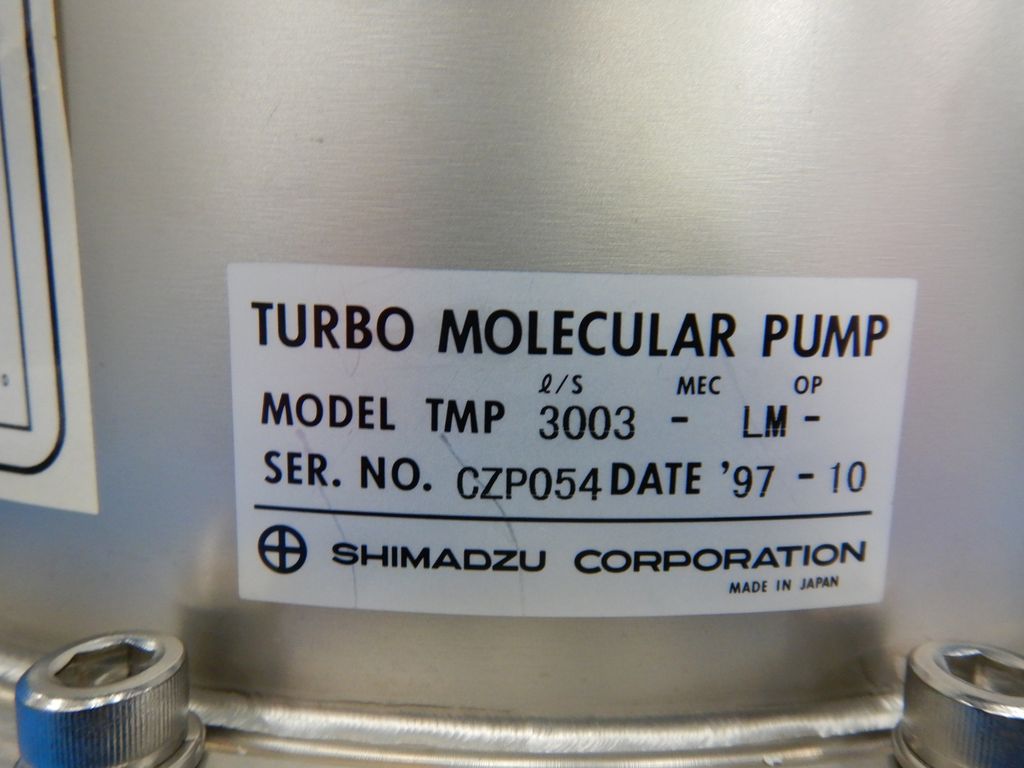 TURBO MOLECULAR PUMP
ℓ/S MEC OP
MODEL TMP 3003 - LM -
SER. NO. CZP054 DATE '97 - 10
SHIMADZU CORPORATION
MADE IN JAPAN